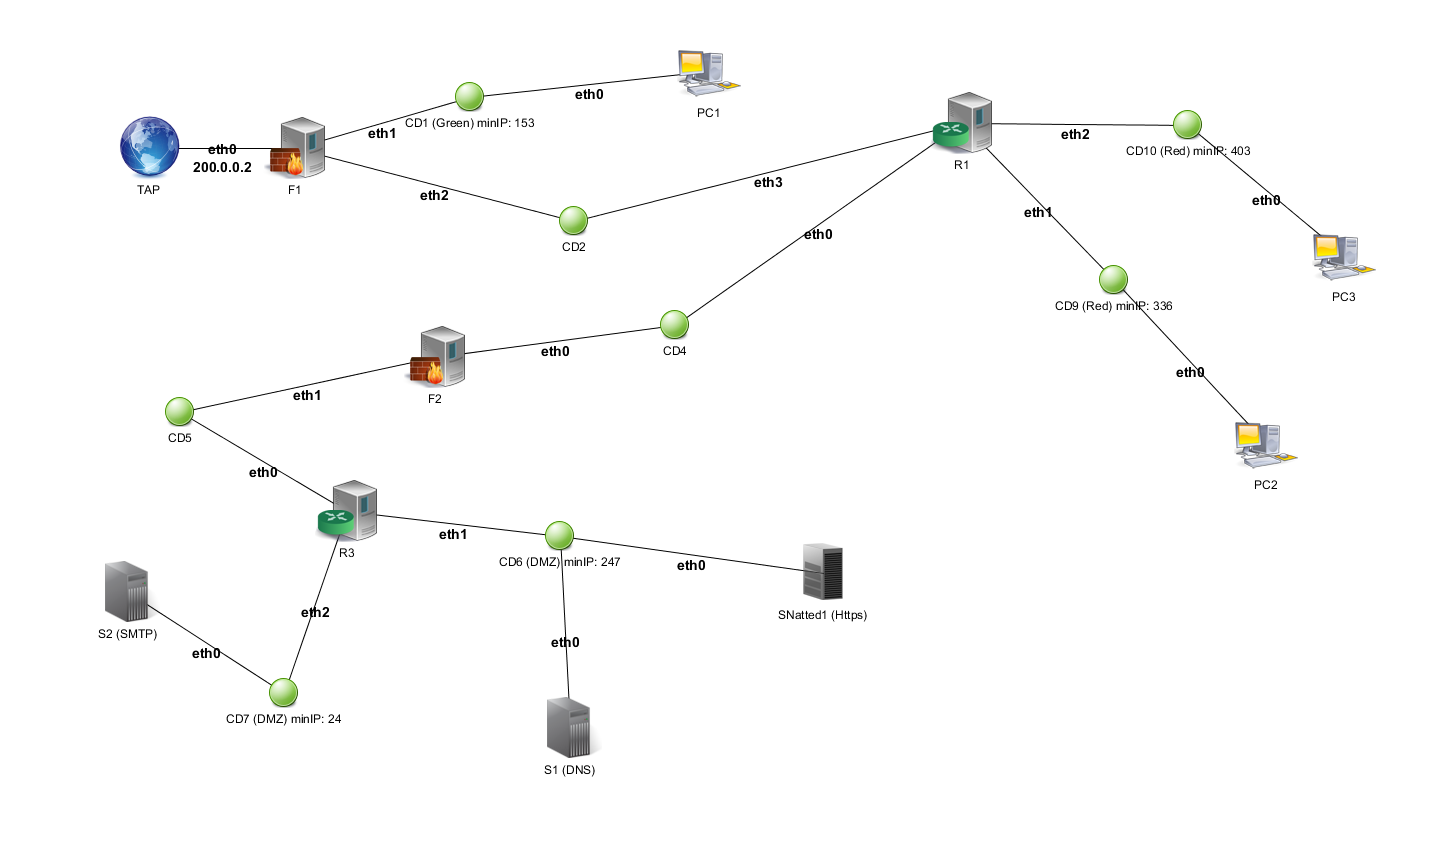 PC1
eth0
CD1 (Green) minIP: 153
eth1
eth0
200.0.0.2
TAP
F1
eth2
CD2
eth3
R1
eth2
CD10 (Red) minIP: 403
eth0
PC3
eth1
CD9 (Red) minIP: 336
eth0
PC2
eth0
CD4
eth0
F2
eth1
CD5
eth0
R3
eth1
CD6 (DMZ) minIP: 247
eth0
SNatted1 (Https)
eth2
S2 (SMTP)
eth0
CD7 (DMZ) minIP: 24
eth0
S1 (DNS)